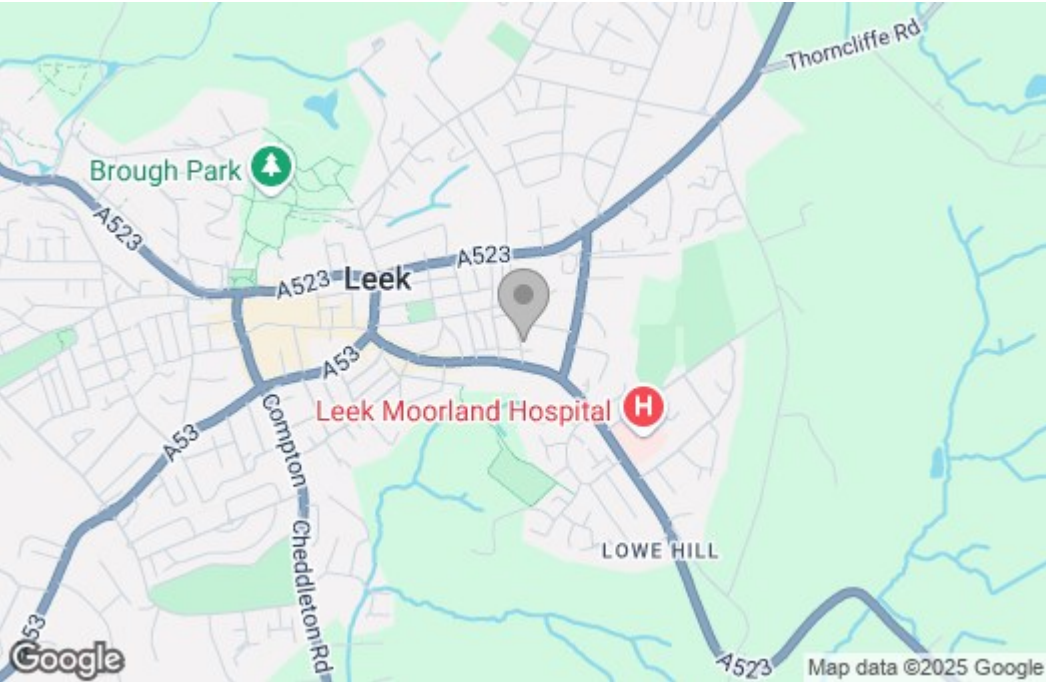 Thorncliffe Rd
Brough Park
A523
A523
Leek
A523
A53
Leek Moorland Hospital
H
A53
Compton
Cheddleton Rd
LOWE HILL
A53
A523
Google
Map data ©2025 Google